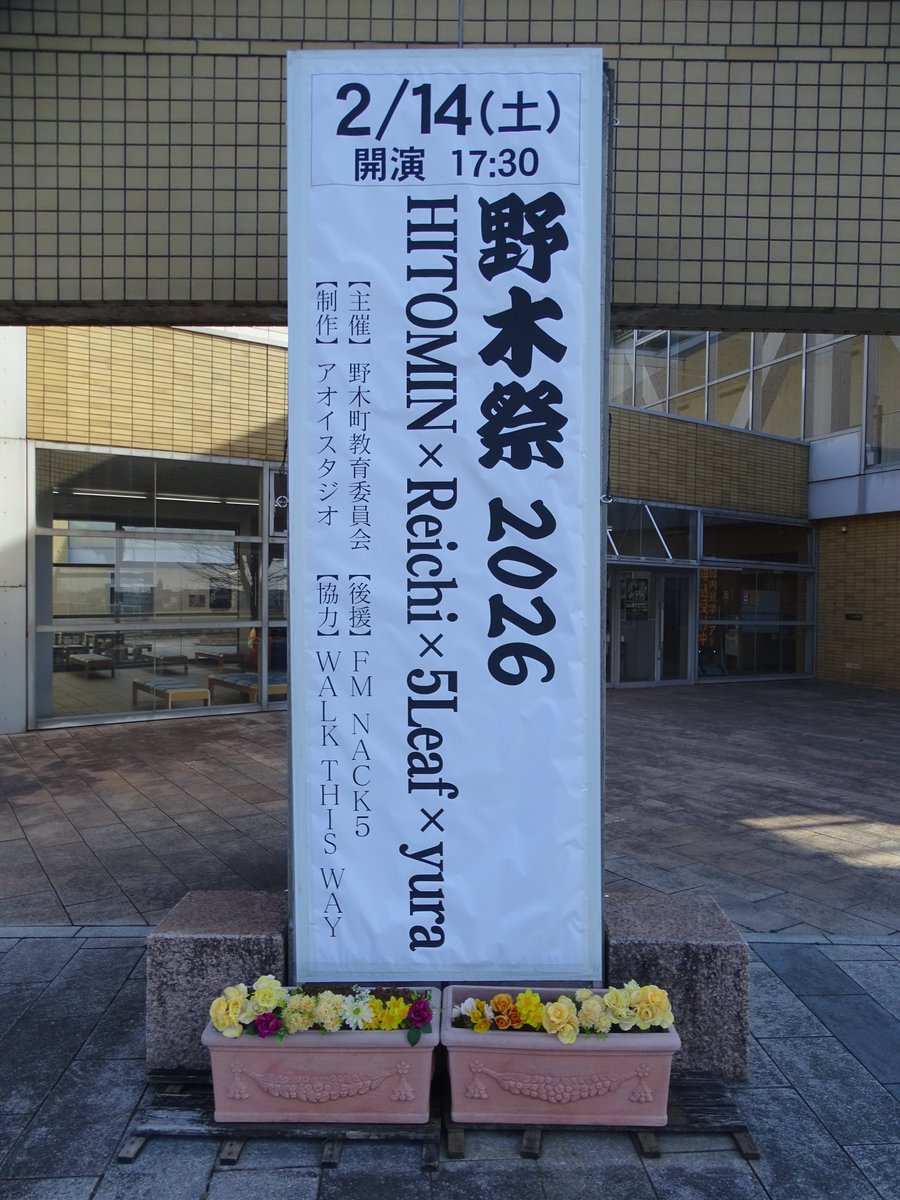 2/14(土)
開演 17:30
野木祭 2026
HITOMIN×Reichi×5Leaf×yura
【主催】 野木町教育委員会 【後援】 FM NACK5
【制作】 アオイスタジオ 【協力】 WALK THIS WAY